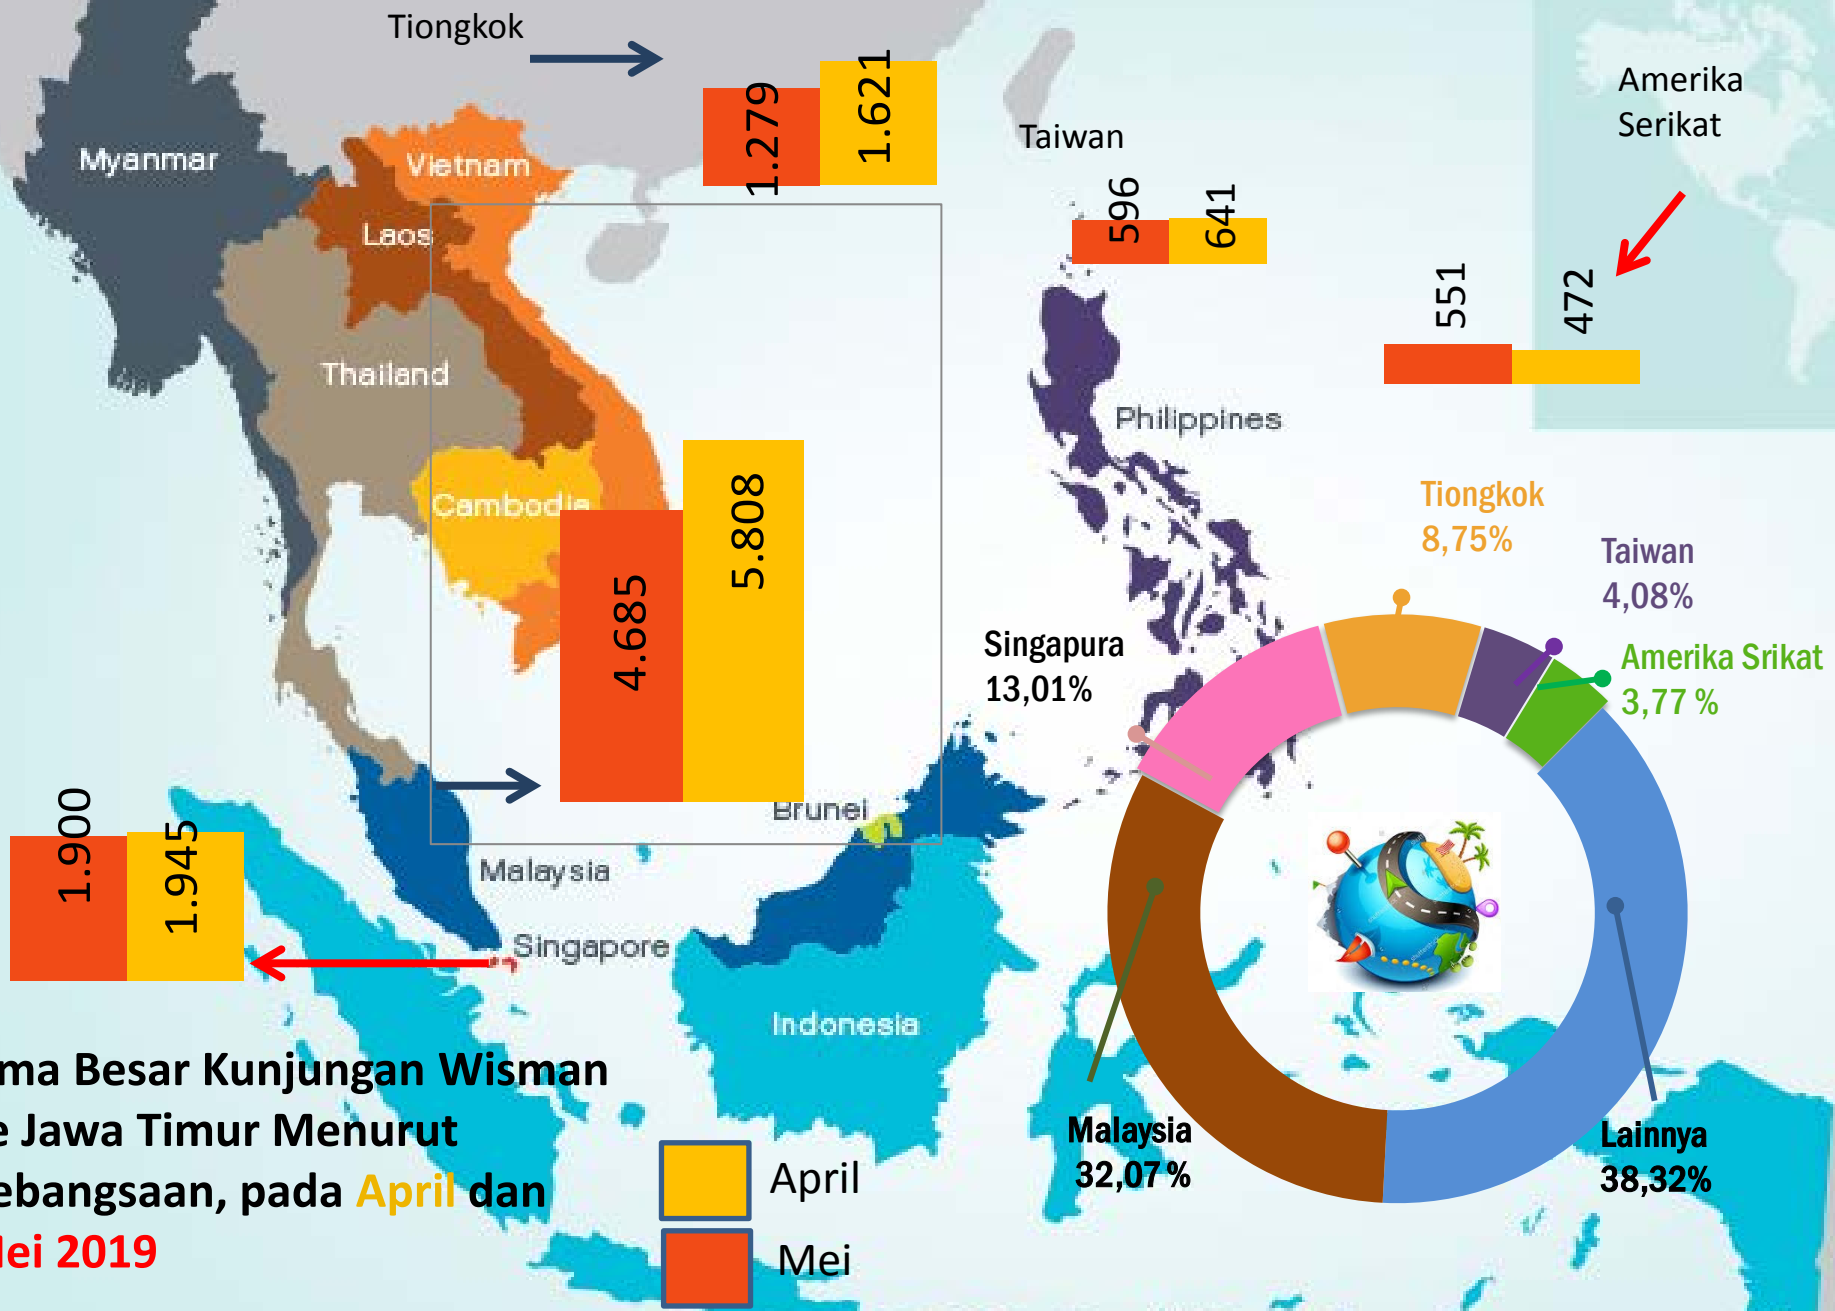 Tiongkok
1.279
1.621
Amerika
Serikat
Taiwan
Myanmar
Vietnam
596
641
Laos
551
472
Thailand
Philippines
Cambodia
5.808
4.685
Tiongkok
8,75%
Taiwan
4,08%
Singapura
13,01%
Amerika Srikat
3,77 %
1.900
1.945
Brunei
Malaysia
Singapore
Indonesia
ma Besar Kunjungan Wisman
e Jawa Timur Menurut
ebangsaan, pada April dan
Mei 2019
April
Mei
Malaysia
32,07%
Lainnya
38,32%